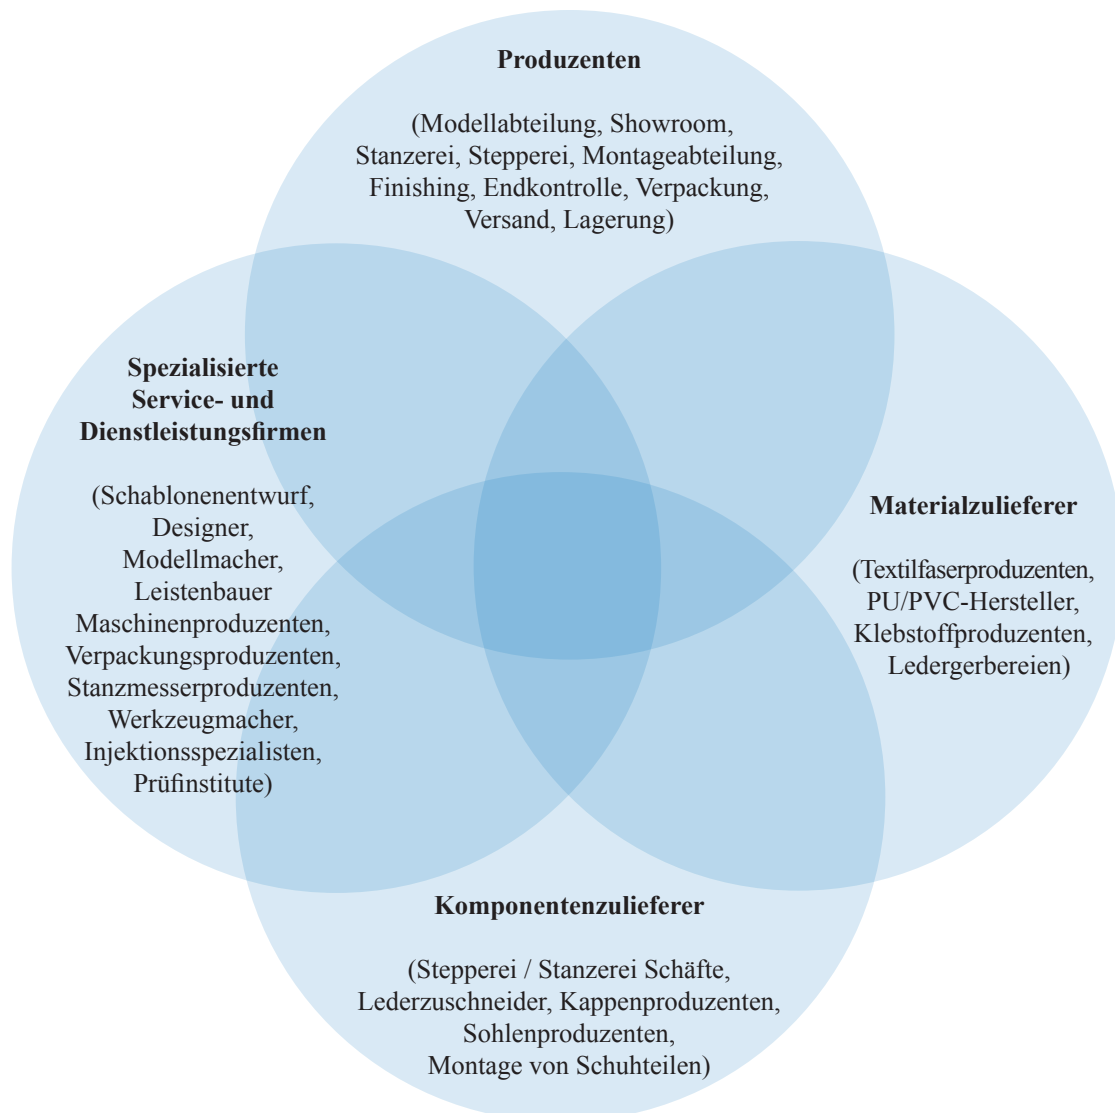 Produzenten
(Modellabteilung, Showroom,
Stanzerei, Stepperei, Montageabteilung,
Finishing, Endkontrolle, Verpackung,
Versand, Lagerung)
Spezialisierte
Service- und
Dienstleistungsfirmen
(Schablonenentwurf,
Designer,
Modellmacher,
Leistenbauer
Maschinenproduzenten,
Verpackungsproduzenten,
Stanzmesserproduzenten,
Werkzeugmacher,
Injektionsspezialisten,
Prüfinstitute)
Materialzulieferer
(Textilfaserproduzenten,
PU/PVC-Hersteller,
Klebstoffproduzenten,
Ledergerbereien)
Komponentenzulieferer
(Stepperei / Stanzerei Schäfte,
Lederzuschneider, Kappenproduzenten,
Sohlenproduzenten,
Montage von Schuhteilen)